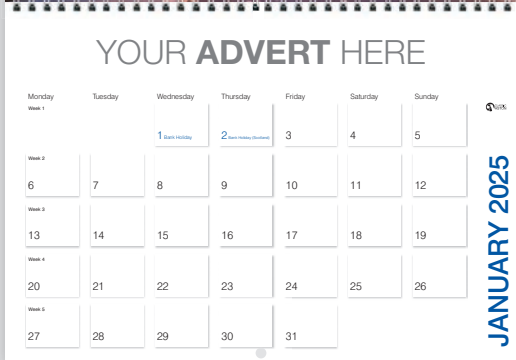 YOUR ADVERT HERE
Monday Tuesday Wednesday Thursday Friday Saturday Sunday
Week 1
1 Bank Holiday 2 Bank Holiday (Scotland) 3 4 5
Week 2
6 7 8 9 10 11 12
Week 3
13 14 15 16 17 18 19
Week 4
20 21 22 23 24 25 26
Week 5
27 28 29 30 31
JANUARY 2025